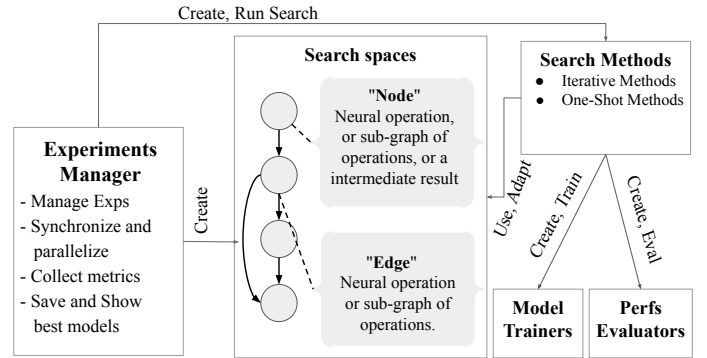 Create, Run Search
Search spaces
Search Methods
● Iterative Methods
● One-Shot Methods
"Node"
Neural operation,
or sub-graph of
operations, or a
intermediate result
Experiments
Manager
- Manage Exps
- Synchronize and
parallelize
- Collect metrics
- Save and Show
best models
Create
Use, Adapt
Create, Train
Create, Eval
"Edge"
Neural operation
or sub-graph of
operations.
Model
Trainers
Perfs
Evaluators